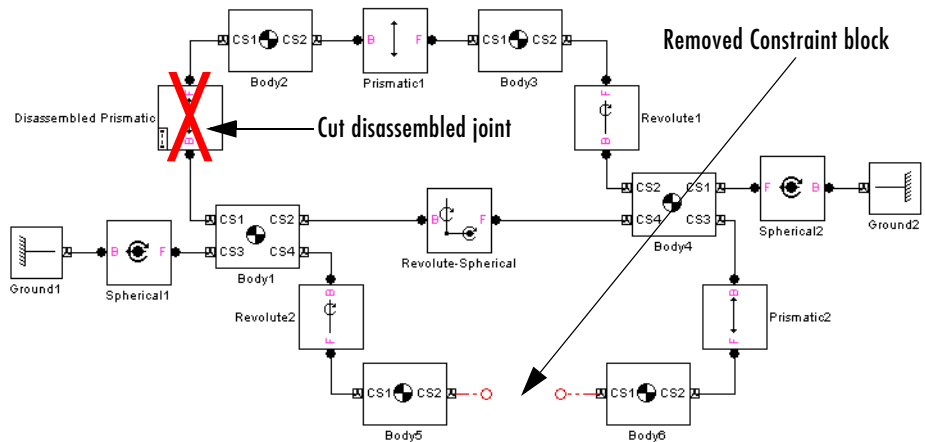 CS1 CS2
Body2
B F
Prismatic1
CS1 CS2
Body3
Removed Constraint block
Disassembled Prismatic
F
B
Cut disassembled joint
F
B
Revolute1
CS1 CS2
CS3 CS4
Body1
B F
Revolute-Spherical
CS2 CS1
CS4 CS3
Body4
F B
Spherical2
Ground2
Ground1
B F
Spherical1
B
F
Revolute2
B
F
Prismatic2
CS1 CS2
Body5
CS1 CS2
Body6